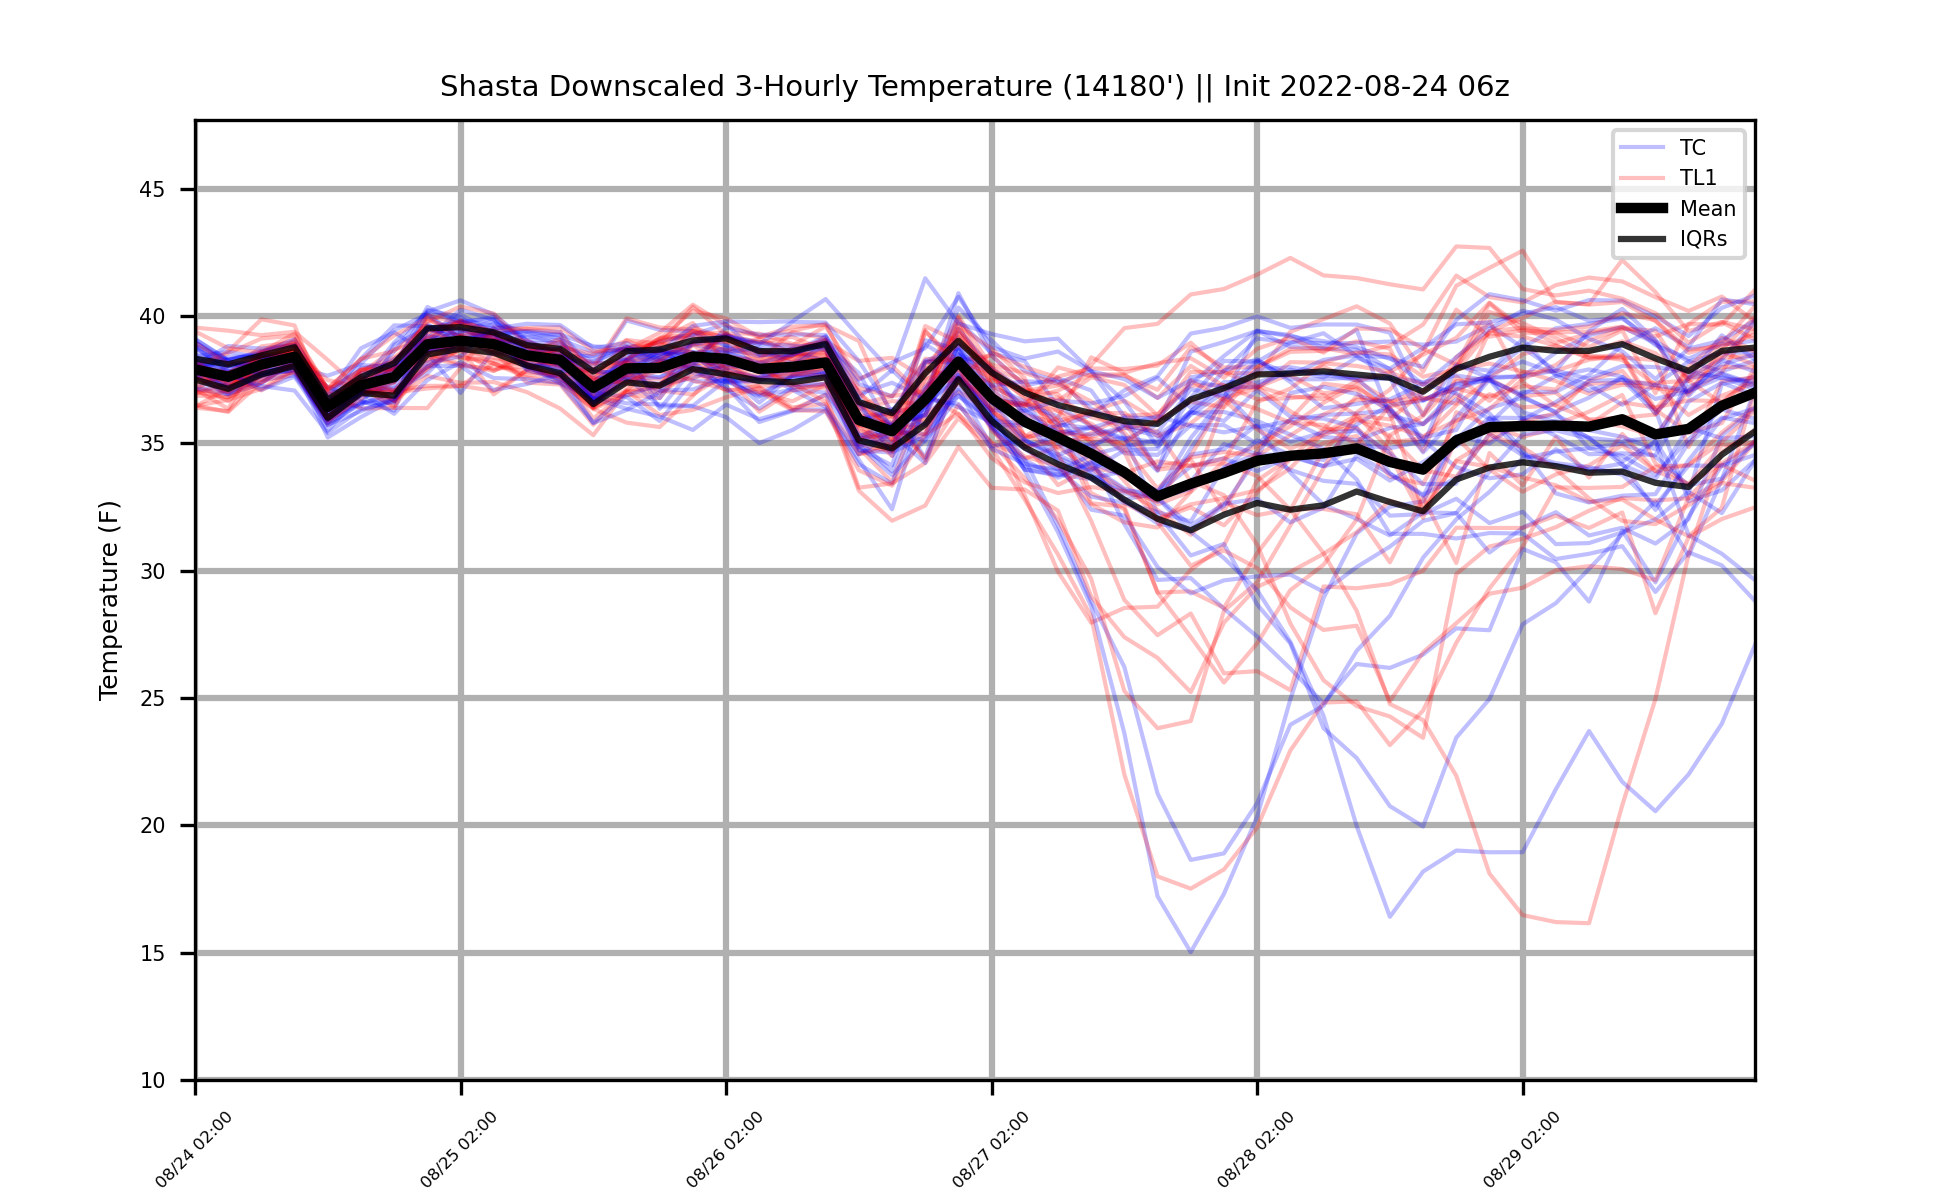 Shasta Downscaled 3-Hourly Temperature (14180') || Init 2022-08-24 06z
TC
TL1
Mean
IQRs
Temperature (F)
45
40
35
30
25
20
15
10
08/24 02:00
08/25 02:00
08/26 02:00
08/27 02:00
08/28 02:00
08/29 02:00